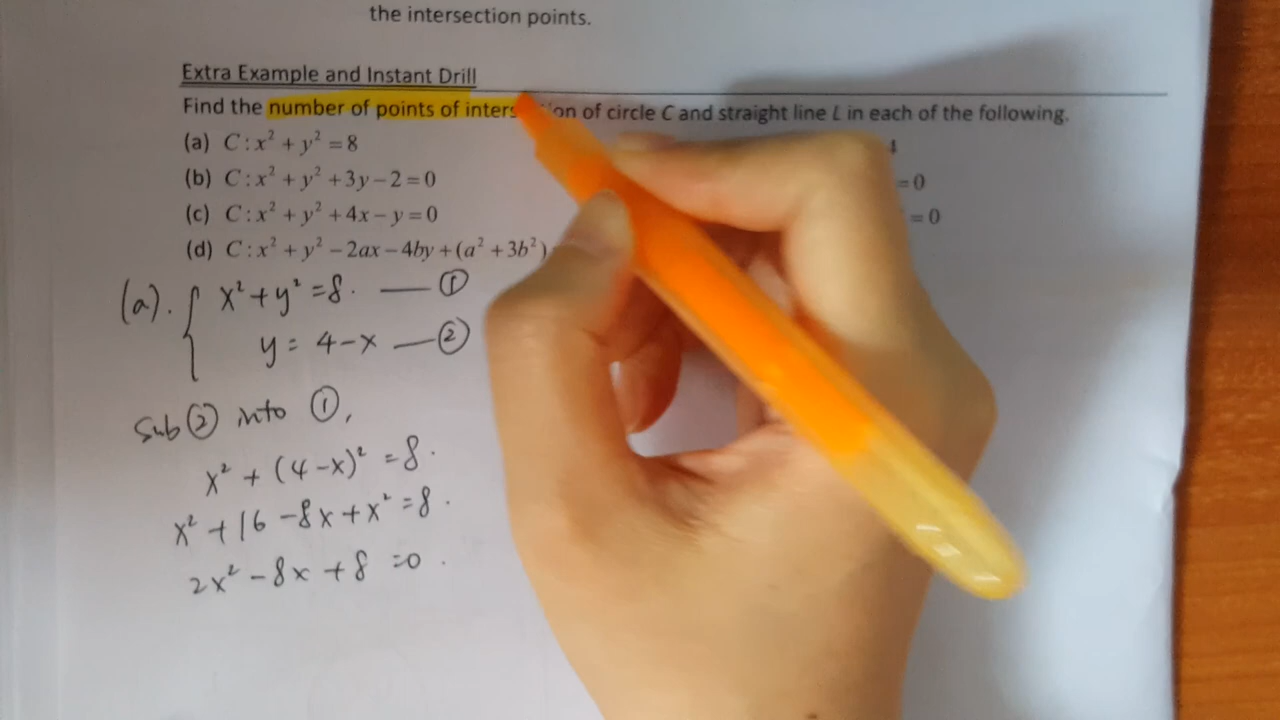 the intersection points.
Extra Example and Instant Drill
Find the number of points of inters on of circle C and straight line L in each of the following.
(a) C : x² + y² = 8
(b) C : x² + y² + 3y − 2 = 0 =0
(c) C : x² + y² + 4x − y = 0 = 0
(d) C : x² + y² − 2ax − 4by + (a² + 3b²)
(a). { x² + y² = 8. — ①
y = 4-x — ②
Sub ② into ①,
x² + (4-x)² = 8.
x² + 16 - 8x + x² = 8.
2x² - 8x + 8 = 0.